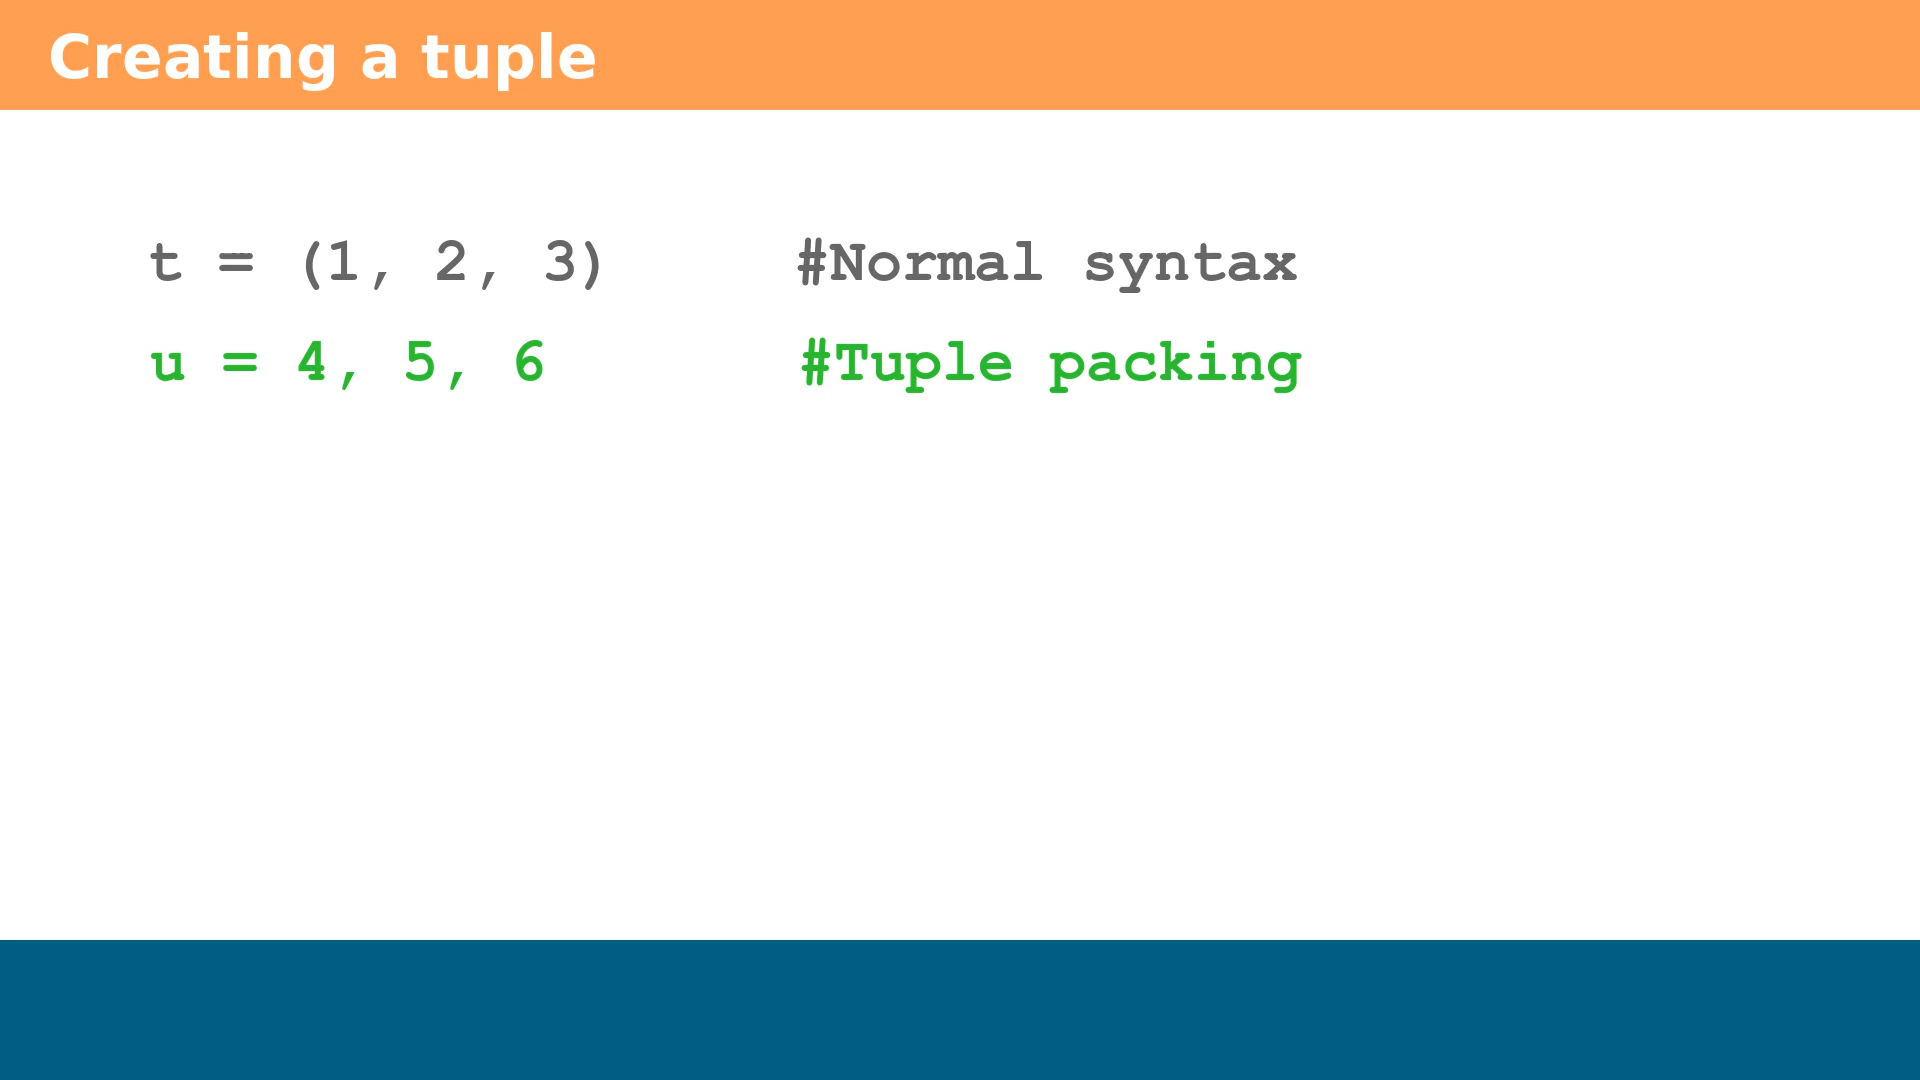 Creating a tuple
t = (1, 2, 3) #Normal syntax
u = 4, 5, 6 #Tuple packing